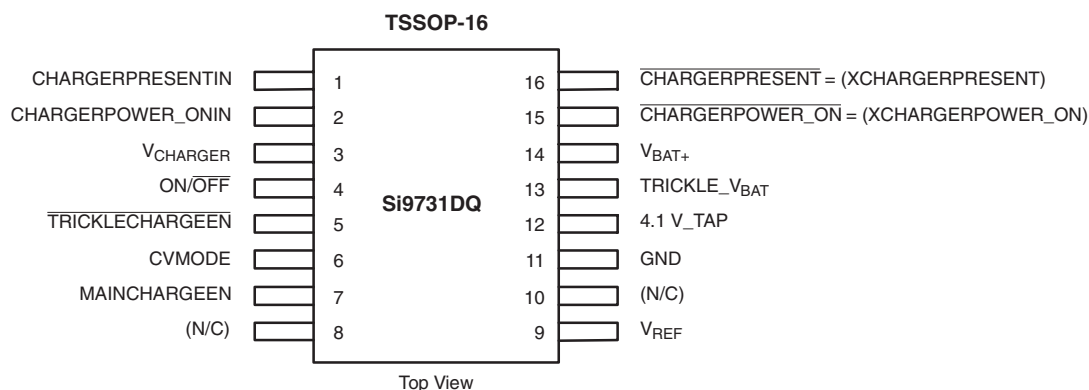 TSSOP-16
CHARGERPRESENTIN 1 16 CHARGERPRESENT = (XCHARGERPRESENT)
CHARGERPOWER_ONIN 2 15 CHARGERPOWER_ON = (XCHARGERPOWER_ON)
VCHARGER 3 14 VBAT+
ON/OFF 4 13 TRICKLE_VBAT
Si9731DQ
TRICKLECHARGEEN 5 12 4.1 V_TAP
CVMODE 6 11 GND
MAINCHARGEEN 7 10 (N/C)
(N/C) 8 9 VREF
Top View